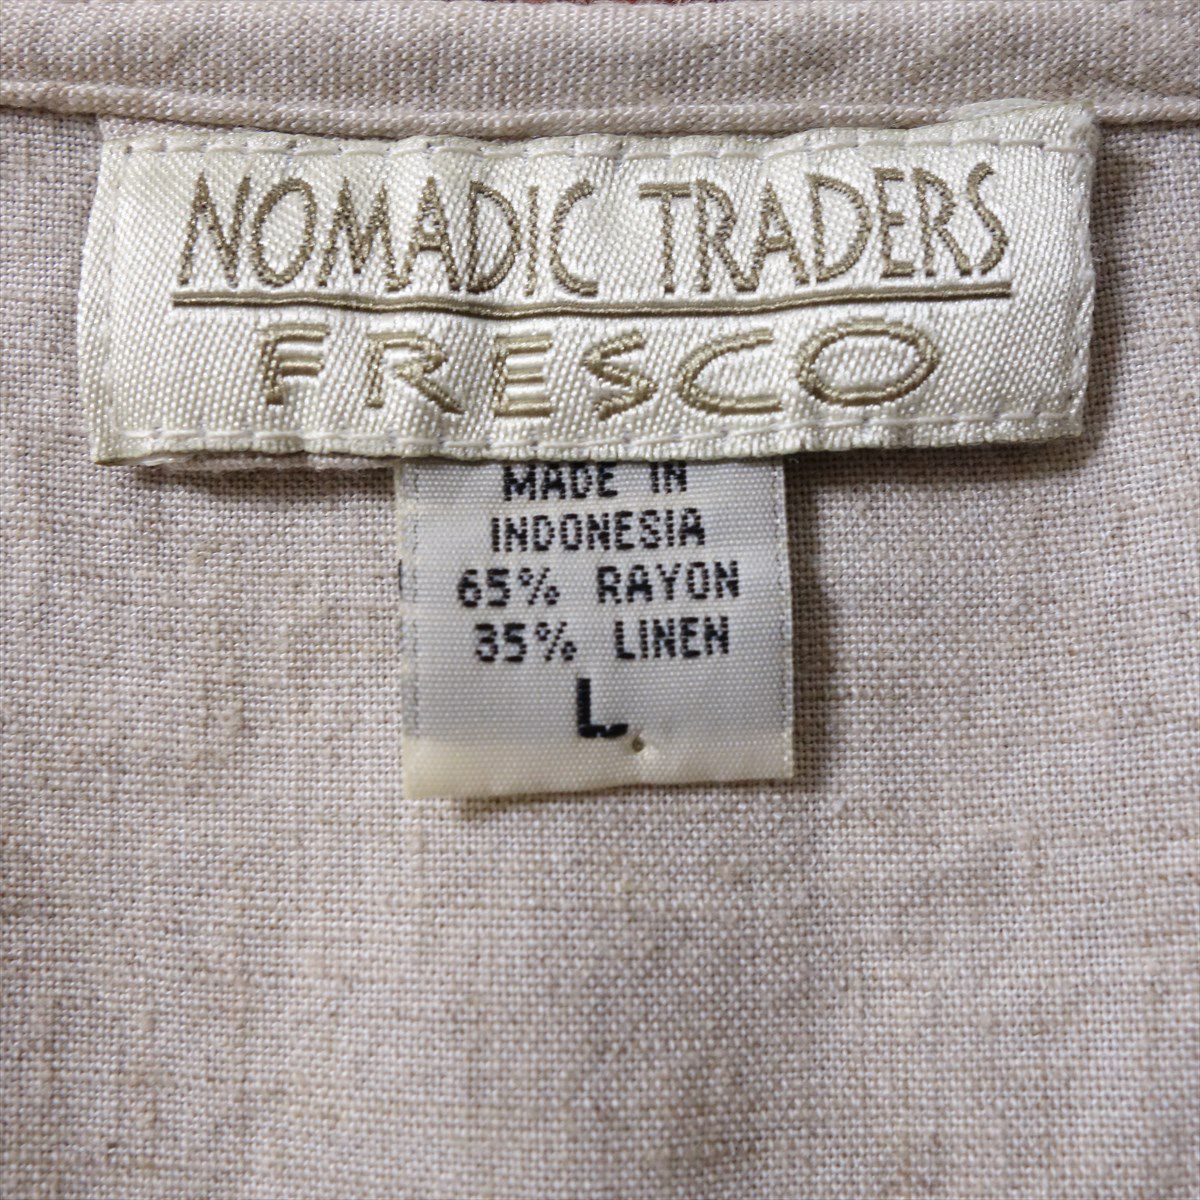 NOMADIC TRADERS
FRESCO
MADE IN
INDONESIA
65% RAYON
35% LINEN
L